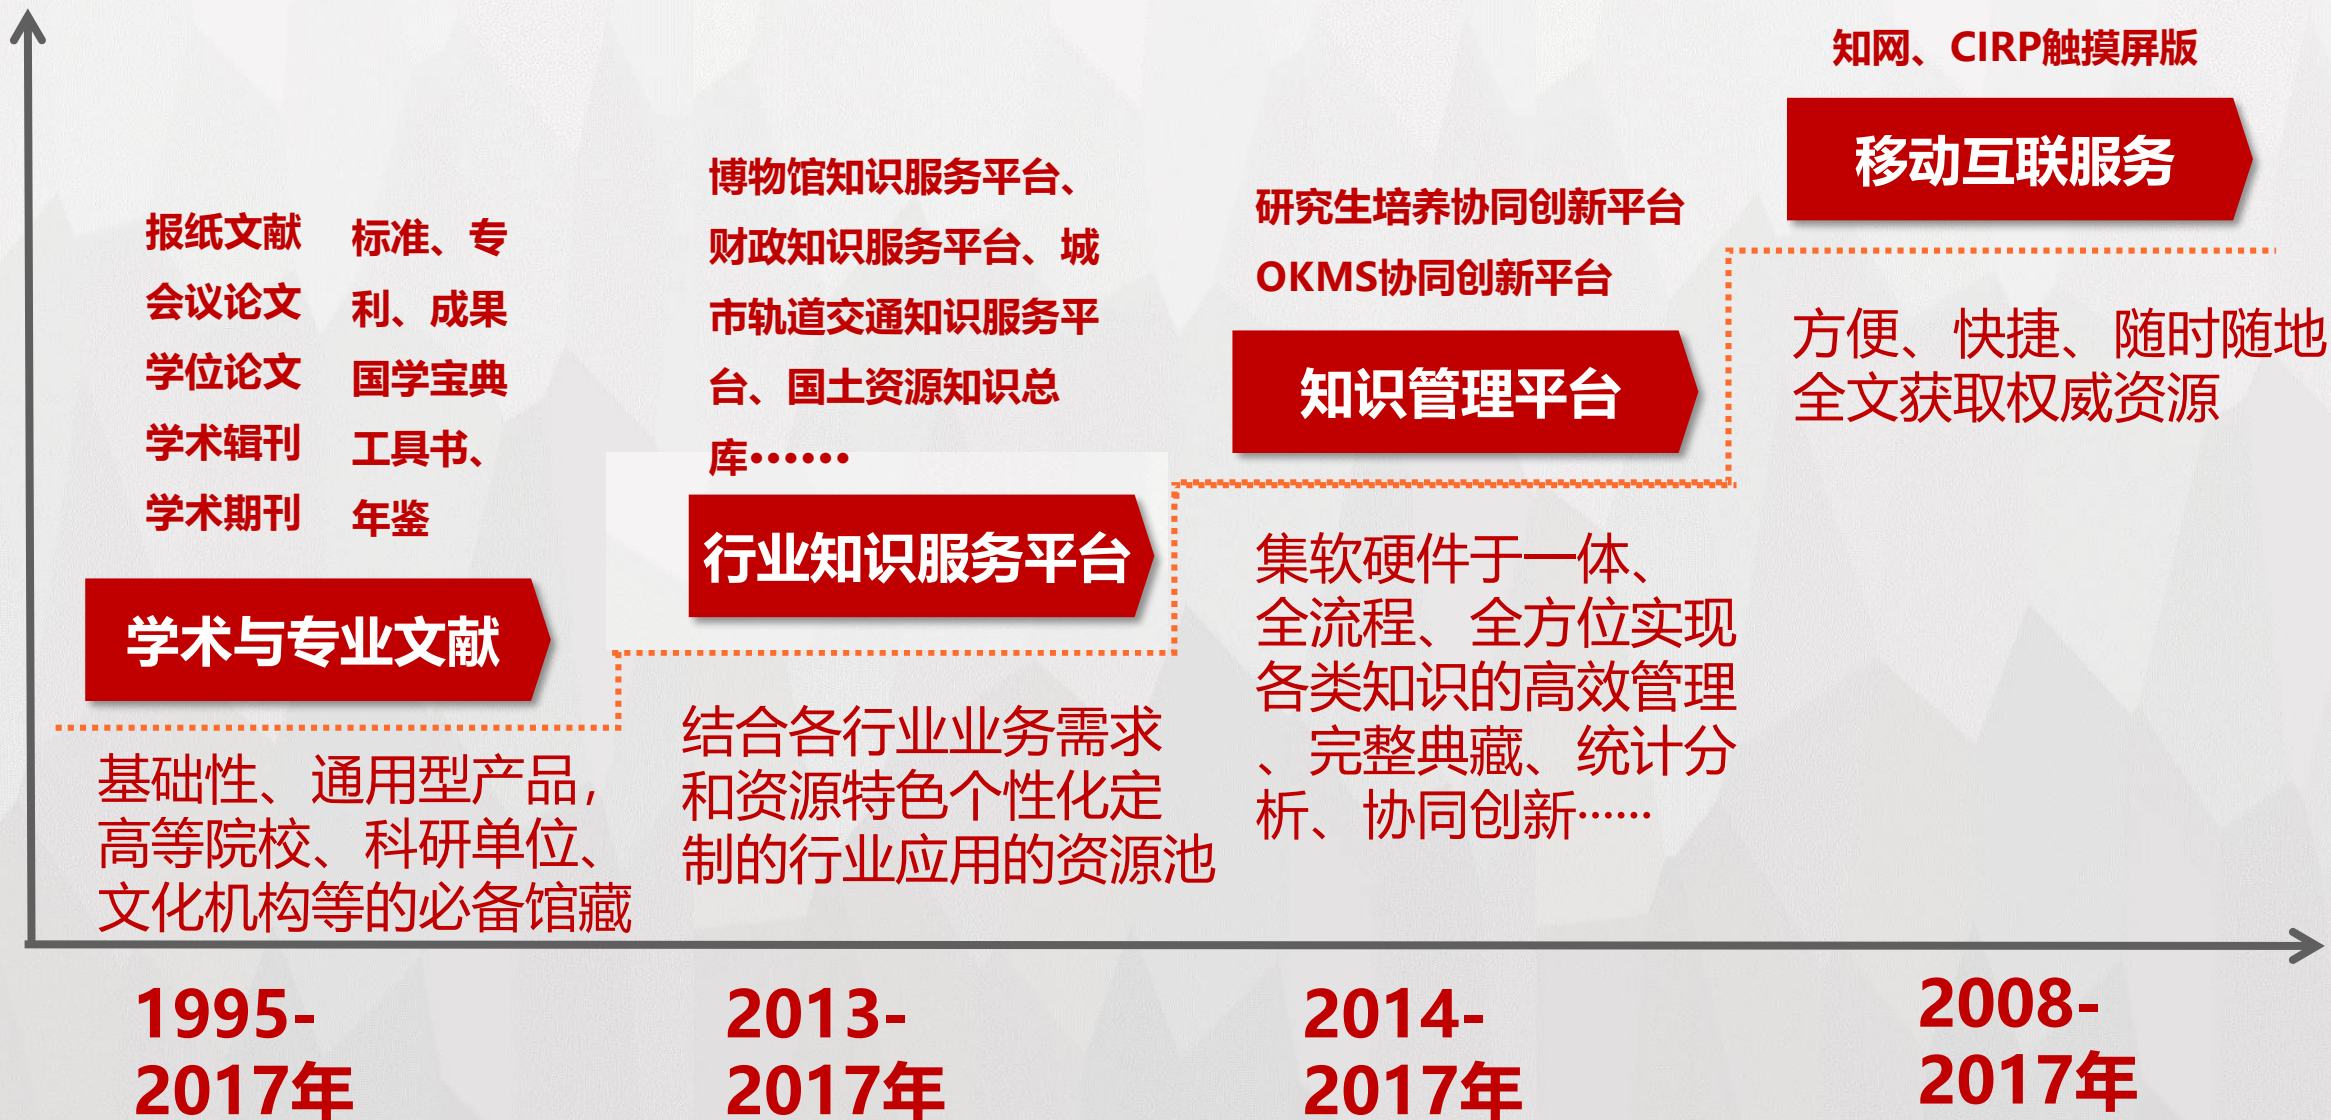 报纸文献
会议论文
学位论文
学术辑刊
学术期刊
标准、专
利、成果
国学宝典
工具书、
年鉴
学术与专业文献
基础性、通用型产品，
高等院校、科研单位、
文化机构等的必备馆藏
1995-
2017年
博物馆知识服务平台、
财政知识服务平台、城
市轨道交通知识服务平
台、国土资源知识总
库……
行业知识服务平台
结合各行业业务需求
和资源特色个性化定
制的行业应用的资源池
2013-
2017年
研究生培养协同创新平台
OKMS协同创新平台
知识管理平台
集软硬件于一体、
全流程、全方位实现
各类知识的高效管理
、完整典藏、统计分
析、协同创新……
2014-
2017年
知网、CIRP触摸屏版
移动互联服务
方便、快捷、随时随地
全文获取权威资源
2008-
2017年